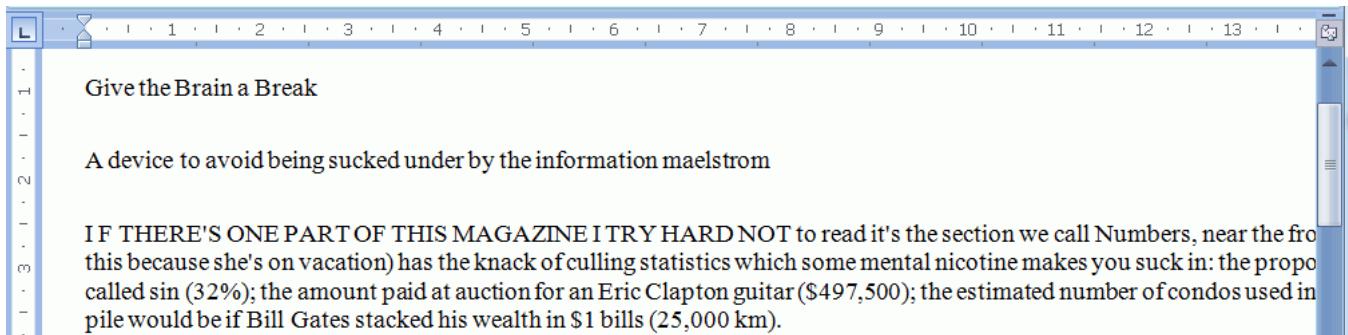 L 1 2 3 4 5 6 7 8 9 10 11 12 13
1
Give the Brain a Break
A device to avoid being sucked under by the information maelstrom
2
I F THERE'S ONE PART OF THIS MAGAZINE I TRY HARD NOT to read it's the section we call Numbers, near the fro
this because she's on vacation) has the knack of culling statistics which some mental nicotine makes you suck in: the propo
3
called sin (32%); the amount paid at auction for an Eric Clapton guitar ($497,500); the estimated number of condos used in
pile would be if Bill Gates stacked his wealth in $1 bills (25,000 km).